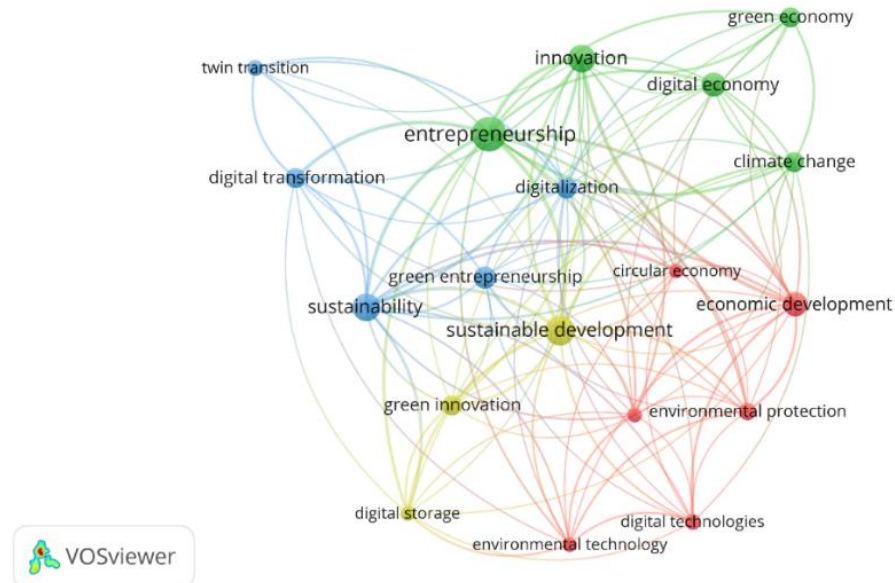 green economy
innovation
twin transition
digital economy
entrepreneurship
climate change
digital transformation
digitalization
circular economy
green entrepreneurship
sustainability
economic development
sustainable development
green innovation
environmental protection
digital storage
digital technologies
environmental technology
VOSviewer